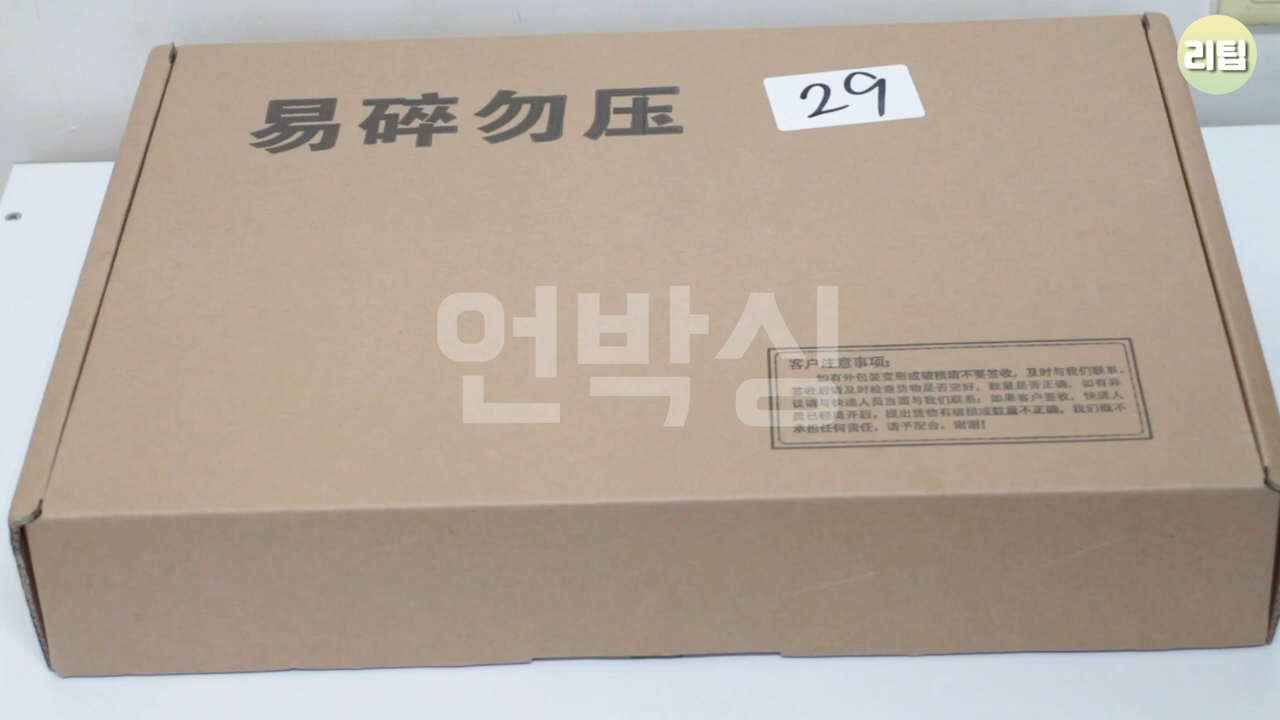 리팁
易碎勿压
29
언박싱
客户注意事项:
如有外包装变形或破损请不要签收，及时与我们联系，
签收后请及时检查货物是否完好，数量是否正确，如有异
议请与快递人员当面与我们联系；如果客户签收，快递人
员已经离开后，提出货物有破损或数量不正确，我们概不
承担任何责任，请予配合，谢谢!